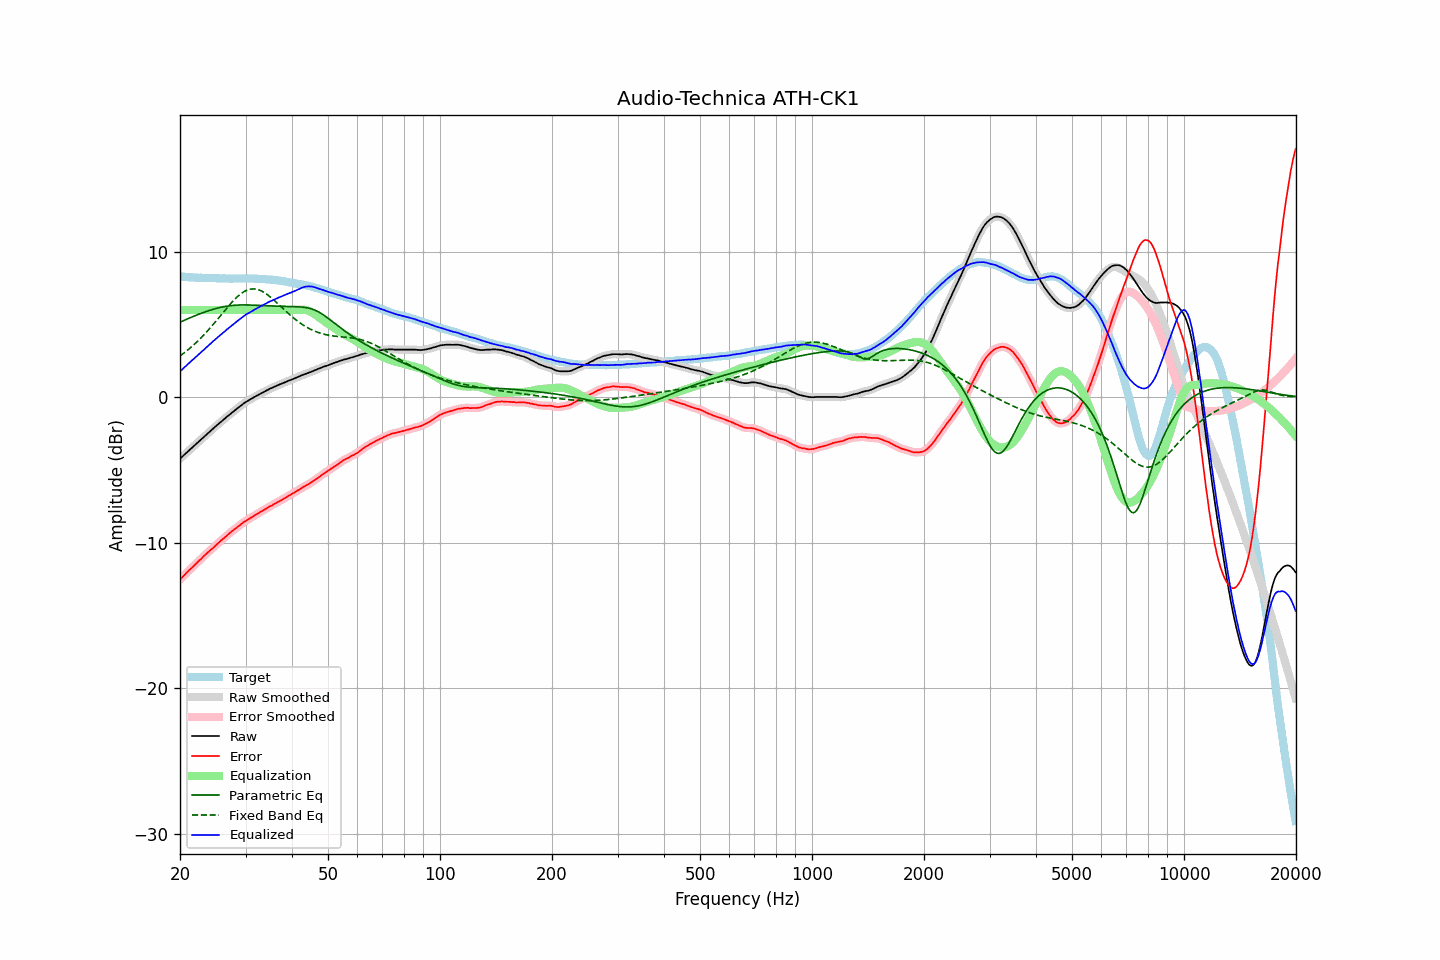 Audio-Technica ATH-CK1
Amplitude (dBr)
10
0
−10
−20
−30
Target
Raw Smoothed
Error Smoothed
Raw
Error
Equalization
Parametric Eq
Fixed Band Eq
Equalized
20 50 100 200 500 1000 2000 5000 10000 20000
Frequency (Hz)